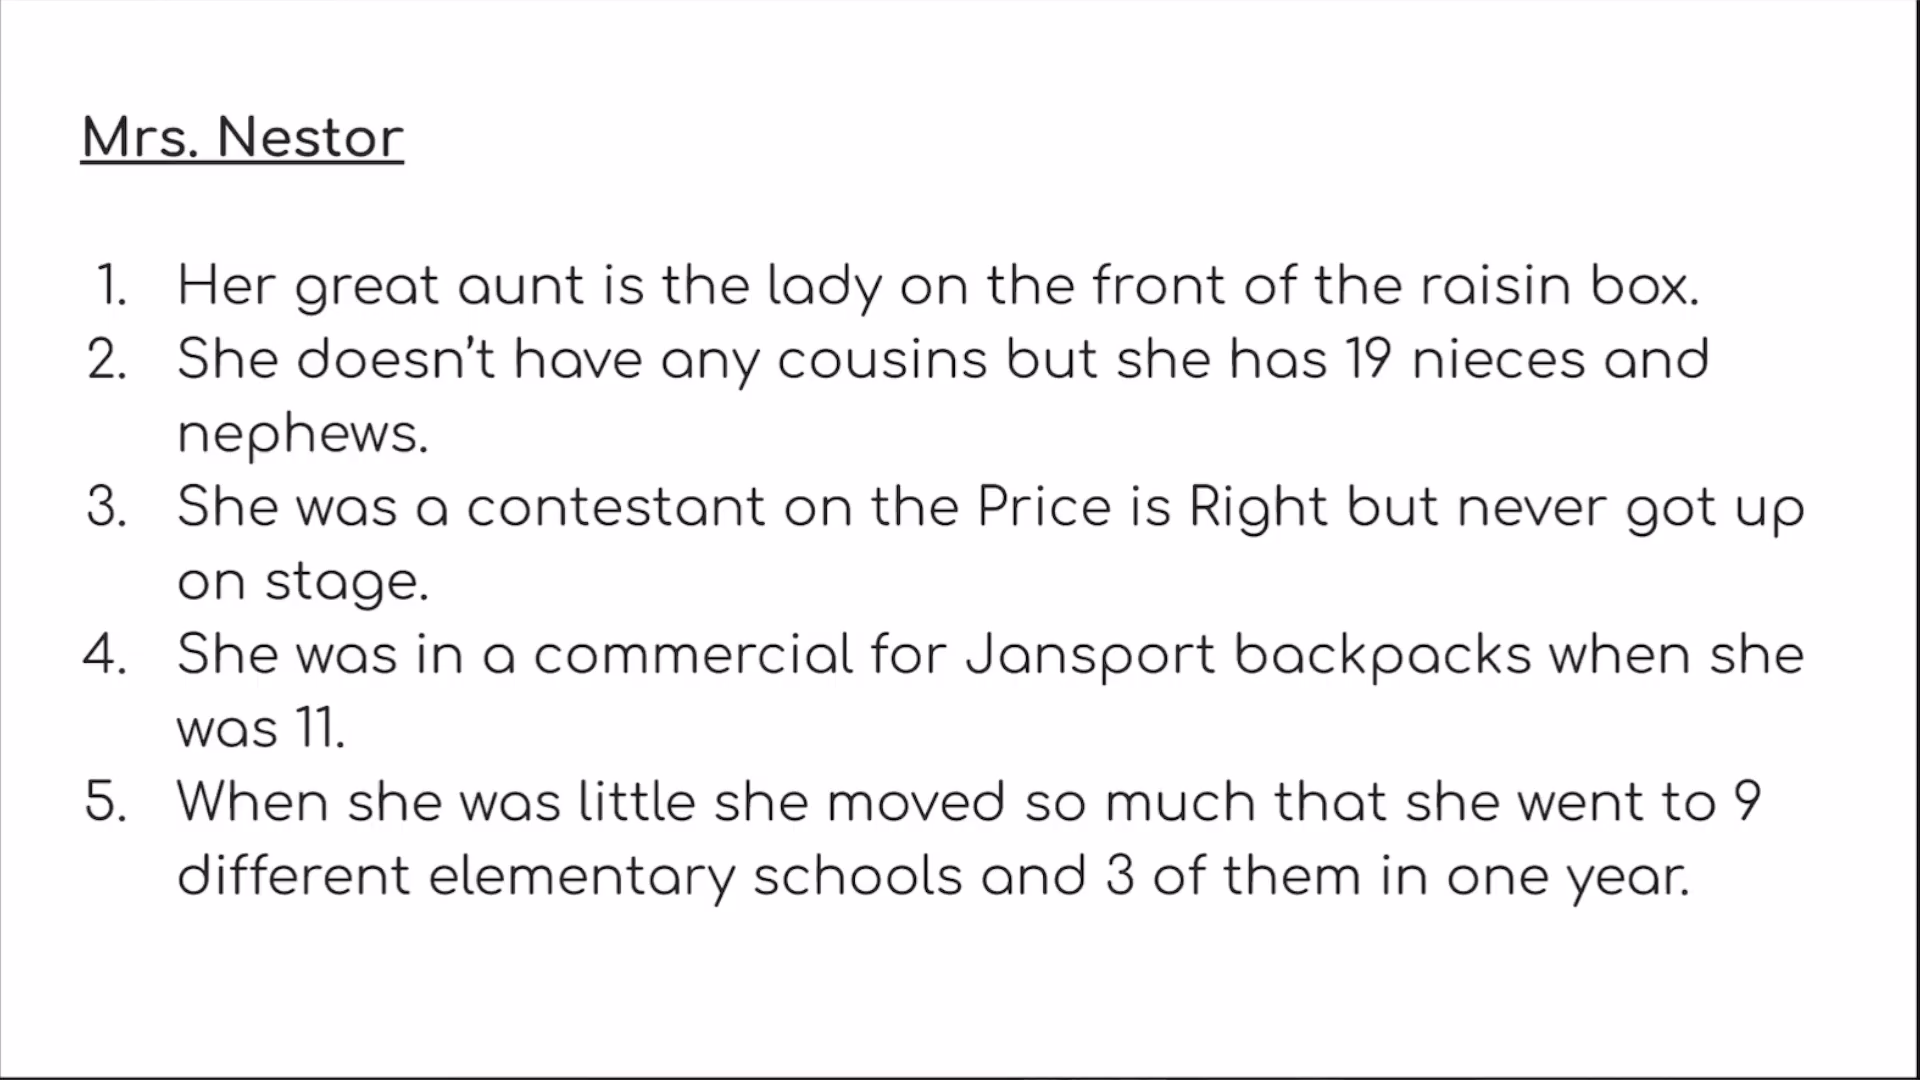 Mrs. Nestor
1. Her great aunt is the lady on the front of the raisin box.
2. She doesn’t have any cousins but she has 19 nieces and
nephews.
3. She was a contestant on the Price is Right but never got up
on stage.
4. She was in a commercial for Jansport backpacks when she
was 11.
5. When she was little she moved so much that she went to 9
different elementary schools and 3 of them in one year.